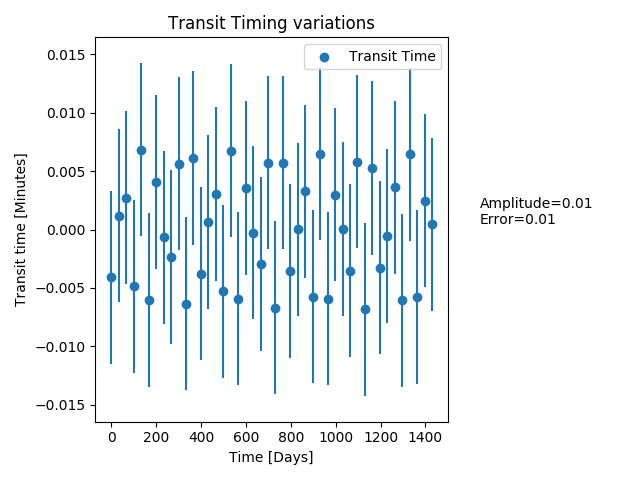 Transit Timing variations
Transit Time
Transit time [Minutes]
0.015
0.010
0.005
0.000
−0.005
−0.010
−0.015
0 200 400 600 800 1000 1200 1400
Time [Days]
Amplitude=0.01
Error=0.01